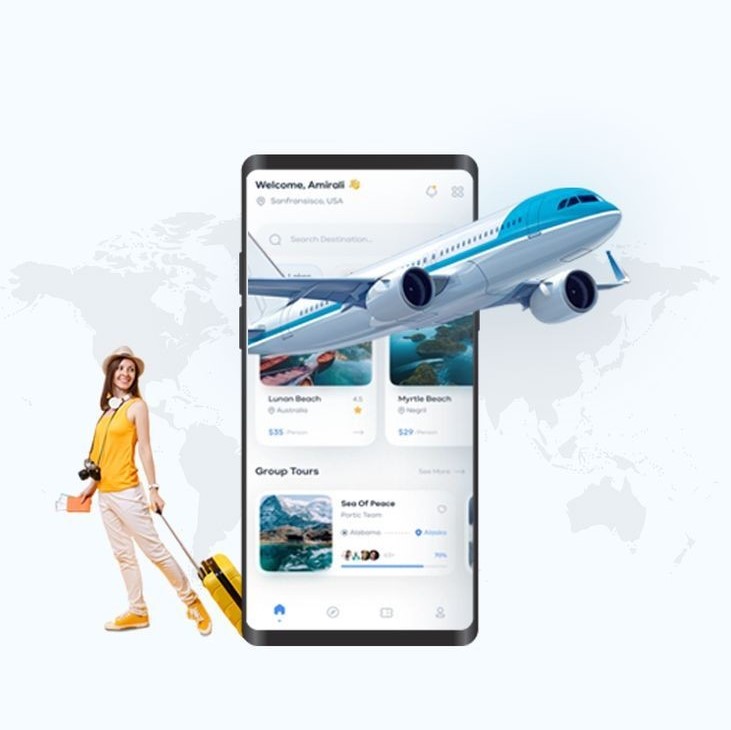 Welcome, Amirali 👋
Sanfransisco, USA
Search Destination...
Lunan Beach
4.5
Australia
$35 /Person
Myrtle Beach
Negril
$29 /Person
Group Tours
See More
Sea Of Peace
Portic Team
Alabama
Alaska
70%